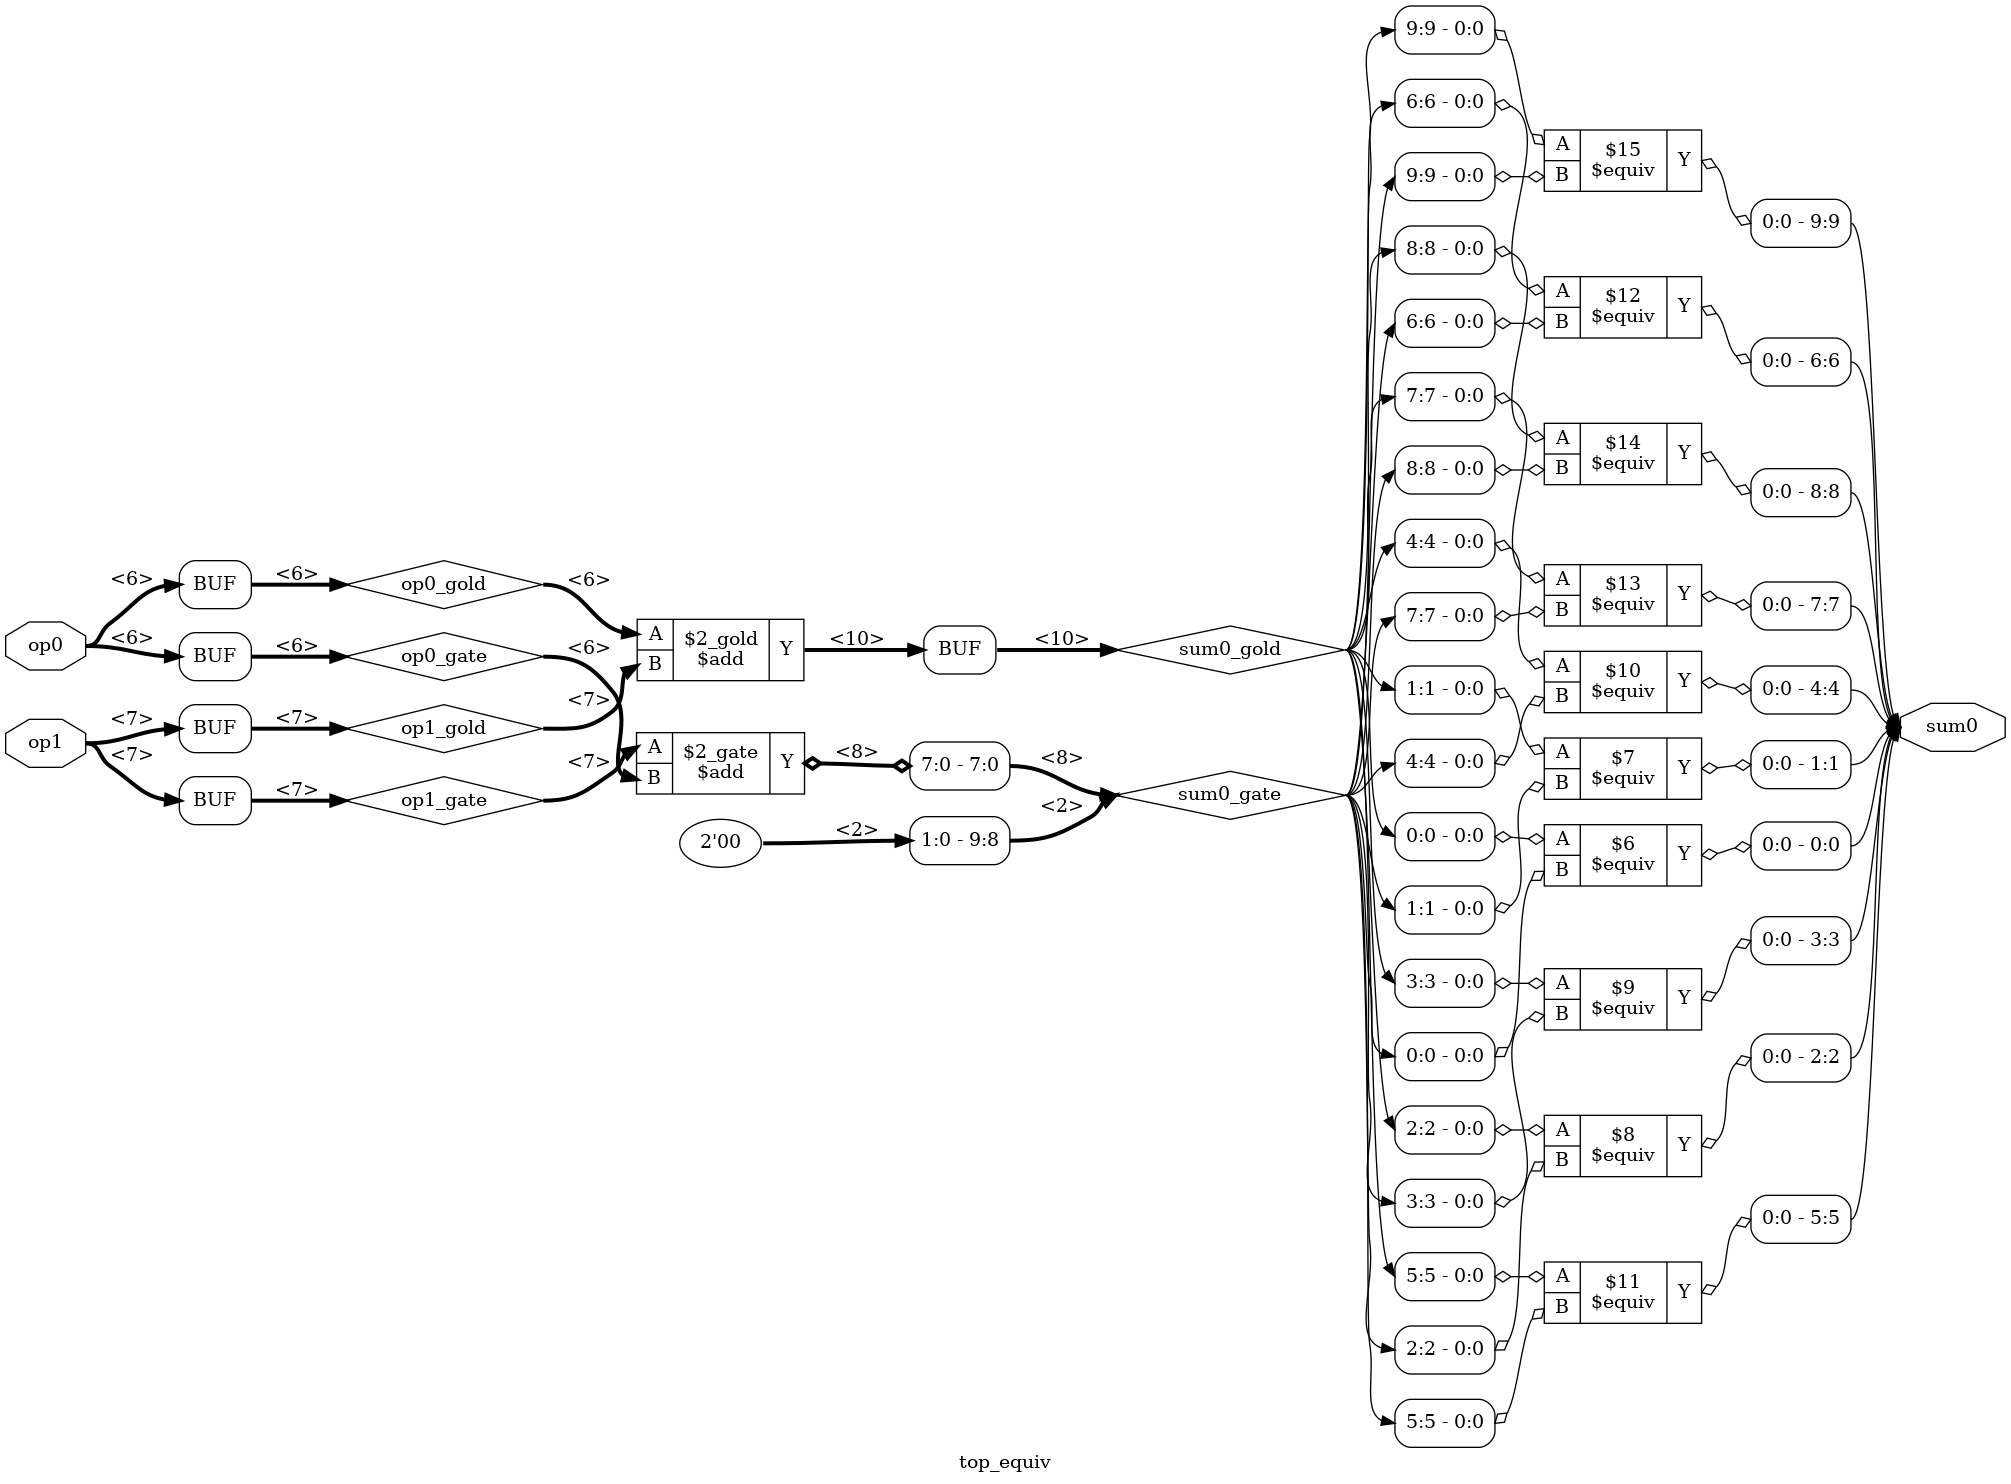 op0
op1
<6>
<6>
<7>
<7>
BUF
BUF
BUF
BUF
<6>
<6>
<7>
<7>
op0_gold
op0_gate
op1_gold
op1_gate
<6>
<6>
<7>
<7>
A
B
$2_gold
$add
Y
A
B
$2_gate
$add
Y
2'00
<10>
<8>
<2>
BUF
7:0 - 7:0
1:0 - 9:8
<10>
<8>
<2>
sum0_gold
sum0_gate
9:9 - 0:0
6:6 - 0:0
9:9 - 0:0
8:8 - 0:0
6:6 - 0:0
7:7 - 0:0
8:8 - 0:0
4:4 - 0:0
7:7 - 0:0
1:1 - 0:0
4:4 - 0:0
0:0 - 0:0
1:1 - 0:0
3:3 - 0:0
0:0 - 0:0
2:2 - 0:0
3:3 - 0:0
5:5 - 0:0
2:2 - 0:0
5:5 - 0:0
A
B
$15
$equiv
Y
A
B
$12
$equiv
Y
A
B
$14
$equiv
Y
A
B
$13
$equiv
Y
A
B
$10
$equiv
Y
A
B
$7
$equiv
Y
A
B
$6
$equiv
Y
A
B
$9
$equiv
Y
A
B
$8
$equiv
Y
A
B
$11
$equiv
Y
0:0 - 9:9
0:0 - 6:6
0:0 - 8:8
0:0 - 7:7
0:0 - 4:4
0:0 - 1:1
0:0 - 0:0
0:0 - 3:3
0:0 - 2:2
0:0 - 5:5
sum0
top_equiv